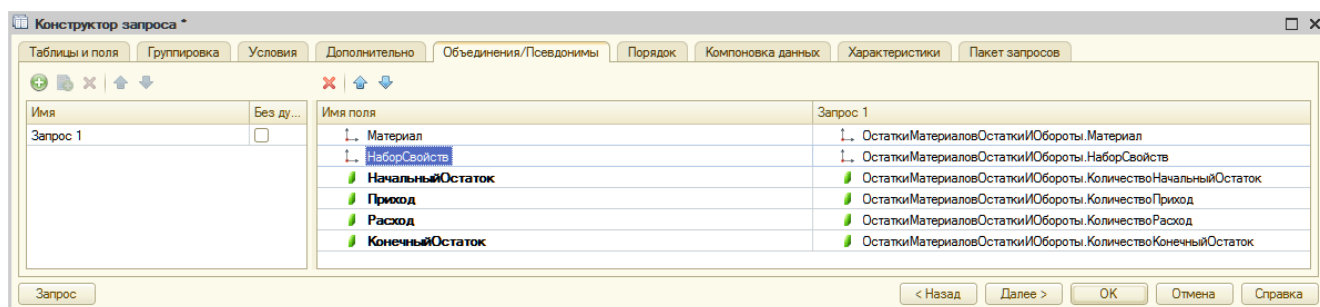 Конструктор запроса *
Таблицы и поля Группировка Условия Дополнительно Объединения/Псевдонимы Порядок Компоновка данных Характеристики Пакет запросов
Имя Без ду... Имя поля Запрос 1
Запрос 1 Материал ОстаткиМатериаловОстаткиИОбороты.Материал
НаборСвойств ОстаткиМатериаловОстаткиИОбороты.НаборСвойств
НачальныйОстаток ОстаткиМатериаловОстаткиИОбороты.КоличествоНачальныйОстаток
Приход ОстаткиМатериаловОстаткиИОбороты.КоличествоПриход
Расход ОстаткиМатериаловОстаткиИОбороты.КоличествоРасход
КонечныйОстаток ОстаткиМатериаловОстаткиИОбороты.КоличествоКонечныйОстаток
Запрос < Назад Далее > OK Отмена Справка